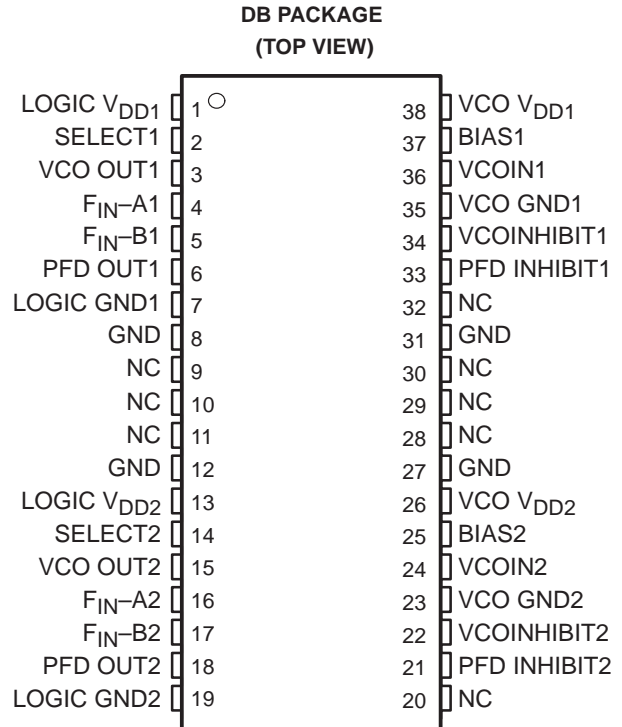 DB PACKAGE
(TOP VIEW)
LOGIC VDD1 1 38 VCO VDD1
SELECT1 2 37 BIAS1
VCO OUT1 3 36 VCOIN1
FIN–A1 4 35 VCO GND1
FIN–B1 5 34 VCOINHIBIT1
PFD OUT1 6 33 PFD INHIBIT1
LOGIC GND1 7 32 NC
GND 8 31 GND
NC 9 30 NC
NC 10 29 NC
NC 11 28 NC
GND 12 27 GND
LOGIC VDD2 13 26 VCO VDD2
SELECT2 14 25 BIAS2
VCO OUT2 15 24 VCOIN2
FIN–A2 16 23 VCO GND2
FIN–B2 17 22 VCOINHIBIT2
PFD OUT2 18 21 PFD INHIBIT2
LOGIC GND2 19 20 NC